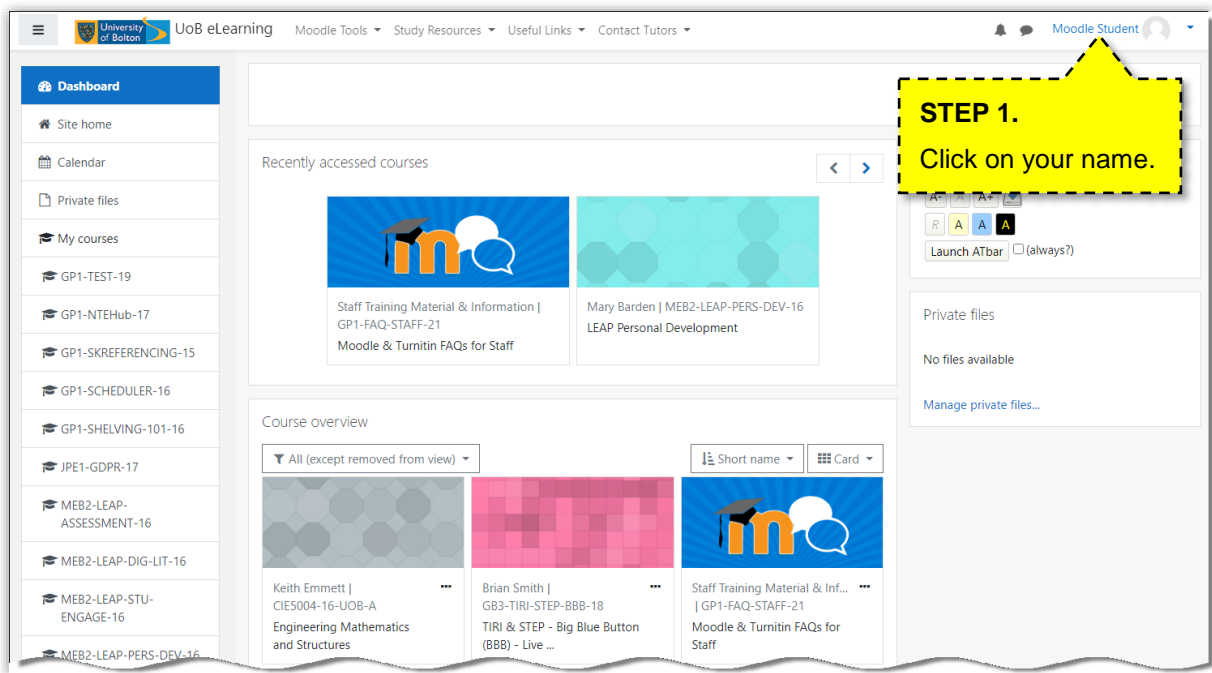 University
of Bolton
UoB eLearning
Moodle Tools
Study Resources
Useful Links
Contact Tutors
Moodle Student
STEP 1.
Click on your name.
Dashboard
Site home
Calendar
Private files
My courses
GP1-TEST-19
GP1-NTEHub-17
GP1-SKREFERENCING-15
GP1-SCHEDULER-16
GP1-SHELVING-101-16
JPE1-GDPR-17
MEB2-LEAP-
ASSESSMENT-16
MEB2-LEAP-DIG-LIT-16
MEB2-LEAP-STU-
ENGAGE-16
MEB2-LEAP-PERS-DEV-16
Recently accessed courses
Staff Training Material & Information |
GP1-FAQ-STAFF-21
Moodle & Turnitin FAQs for Staff
Mary Barden | MEB2-LEAP-PERS-DEV-16
LEAP Personal Development
Course overview
All (except removed from view)
Short name
Card
Keith Emmett |
CIE5004-16-UOB-A
Engineering Mathematics
and Structures
Brian Smith |
GB3-TIRI-STEP-BBB-18
TIRI & STEP - Big Blue Button
(BBB) - Live ...
Staff Training Material & Inf...
| GP1-FAQ-STAFF-21
Moodle & Turnitin FAQs for
Staff
A- A A+
R A A A
Launch ATbar (always?)
Private files
No files available
Manage private files...